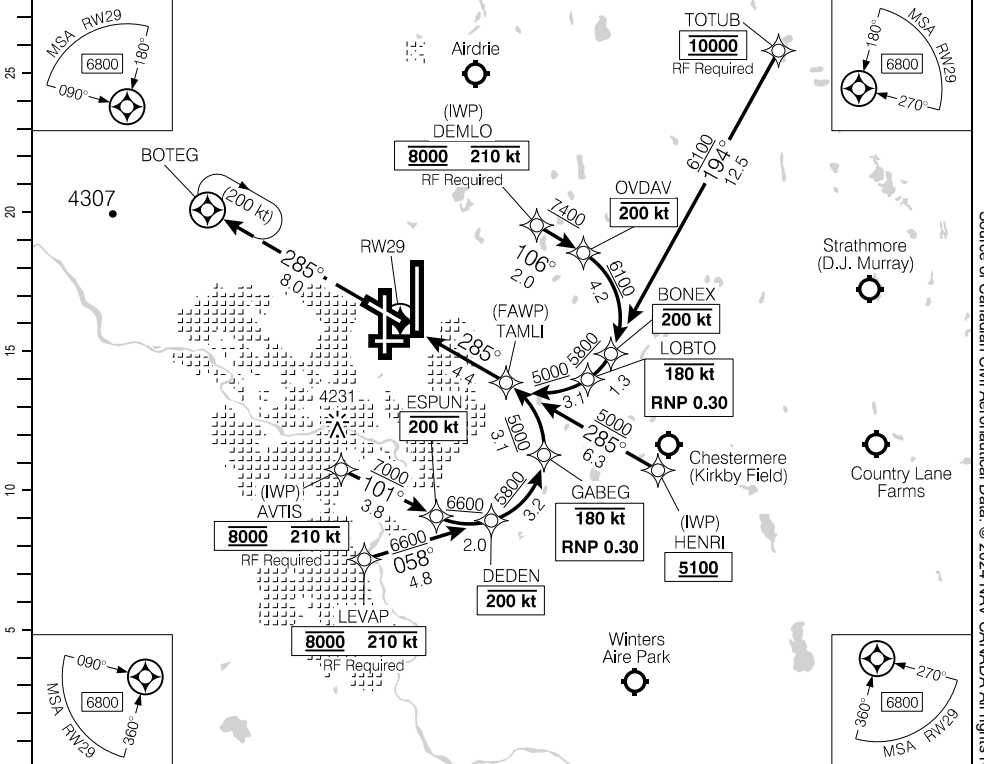 MSA RW29
6800
180°
090°
TOTUB
10000
RF Required
MSA RW29
6800
180°
270°
25
Airdrie
(IWP)
DEMLO
8000 210 kt
RF Required
BOTEG
(200 kt)
4307
20
6100
194°
12.5
OVDAV
200 kt
7400
106°
2.0
6100
4.2
285°
8.0
RW29
Strathmore
(D.J. Murray)
BONEX
200 kt
(FAWP)
TAMLI
LOBTO
180 kt
RNP 0.30
15
285°
4.4
5000
5800
3.1
1.3
4231
ESPUN
200 kt
5000
3.1
5000
285°
6.3
Chestermere
(Kirkby Field)
Country Lane
Farms
10
(IWP)
AVTIS
8000 210 kt
RF Required
7000
101°
3.8
6600
5800
3.2
2.0
GABEG
180 kt
RNP 0.30
(IWP)
HENRI
5100
6600
058°
4.8
DEDEN
200 kt
LEVAP
8000 210 kt
RF Required
5
Winters
Aire Park
090°
6800
360°
MSA RW29
270°
6800
360°
MSA RW29
Source of Canadian Civil Aeronautical Data: © 2024 NAV CANADA All rights r